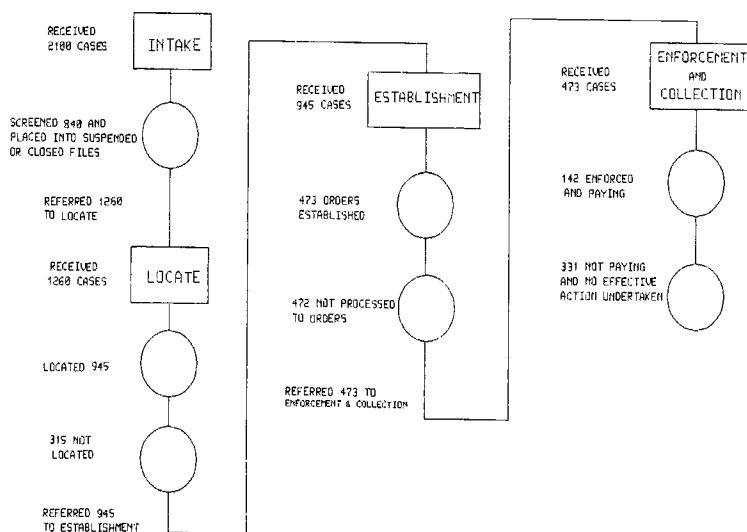 RECEIVED
2100 CASES
INTAKE
SCREENED 840 AND
PLACED INTO SUSPENDED
OR CLOSED FILES
REFERRED 1260
TO LOCATE
RECEIVED
1260 CASES
LOCATE
LOCATED 945
315 NOT
LOCATED
REFERRED 945
TO ESTABLISHMENT
RECEIVED
945 CASES
ESTABLISHMENT
473 ORDERS
ESTABLISHED
472 NOT PROCESSED
TO ORDERS
REFERRED 473 TO
ENFORCEMENT & COLLECTION
RECEIVED
473 CASES
ENFORCEMENT
AND
COLLECTION
142 ENFORCED
AND PAYING
331 NOT PAYING
AND NO EFFECTIVE
ACTION UNDERTAKEN